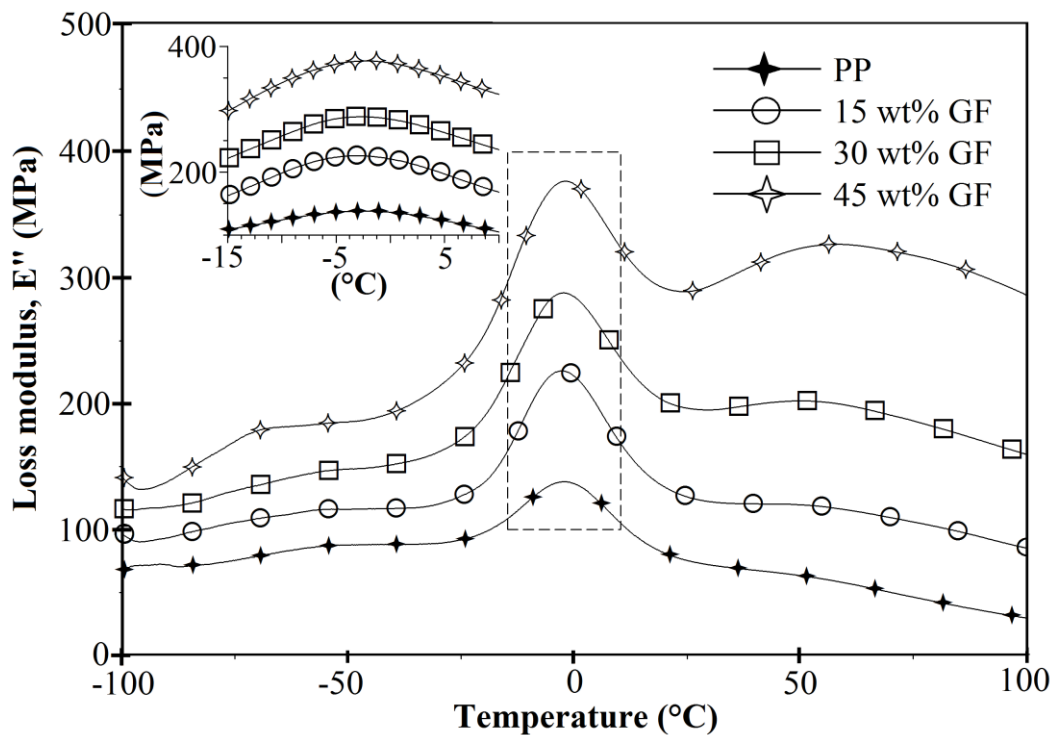 Loss modulus, E" (MPa)
500
400
300
200
100
0
-100
-50
0
50
100
Temperature (°C)
400
200
(MPa)
-15
-5
5
(°C)
PP
15 wt% GF
30 wt% GF
45 wt% GF